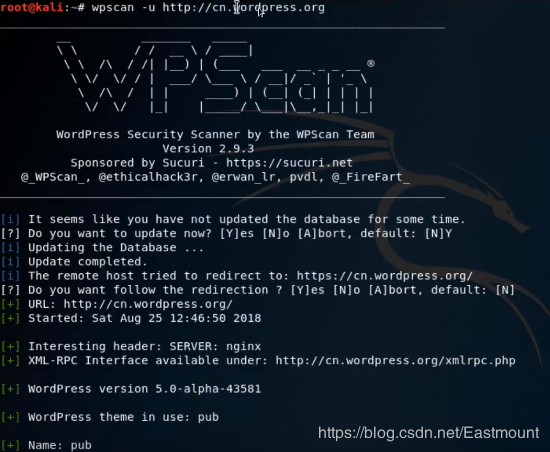 root@kali:~# wpscan -u http://cn.wordpress.org
WPScan ®
WordPress Security Scanner by the WPScan Team
Version 2.9.3
Sponsored by Sucuri - https://sucuri.net
@_WPScan_, @ethicalhack3r, @erwan_lr, pvdl, @_FireFart_
[i] It seems like you have not updated the database for some time.
[?] Do you want to update now? [Y]es [N]o [A]bort, default: [N]Y
[i] Updating the Database ...
[i] Update completed.
[i] The remote host tried to redirect to: https://cn.wordpress.org/
[?] Do you want follow the redirection ? [Y]es [N]o [A]bort, default: [N]
[+] URL: http://cn.wordpress.org/
[+] Started: Sat Aug 25 12:46:50 2018
[+] Interesting header: SERVER: nginx
[+] XML-RPC Interface available under: http://cn.wordpress.org/xmlrpc.php
[+] WordPress version 5.0-alpha-43581
[+] WordPress theme in use: pub
[+] Name: pub
https://blog.csdn.net/Eastmount